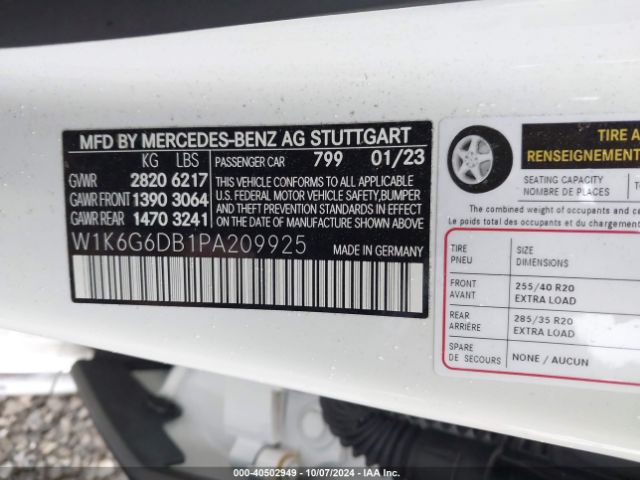 MFD BY MERCEDES-BENZ AG STUTTGART
KG LBS
PASSENGER CAR 799 01/23
GVWR 2820 6217
GAWR FRONT 1390 3064
GAWR REAR 1470 3241
THIS VEHICLE CONFORMS TO ALL APPLICABLE
U.S. FEDERAL MOTOR VEHICLE SAFETY,BUMPER
AND THEFT PREVENTION STANDARDS IN EFFECT
ON THE DATE OF MANUFACTURE SHOWN ABOVE
W1K6G6DB1PA209925
MADE IN GERMANY
TIRE A
RENSEIGNEMENT
SEATING CAPACITY
NOMBRE DE PLACES
The combined weight of occupants
Le poids total des occupants et du chargement
TIRE
PNEU
SIZE
DIMENSIONS
FRONT
AVANT
255/40 R20
EXTRA LOAD
REAR
ARRIÈRE
285/35 R20
EXTRA LOAD
SPARE
DE SECOURS
NONE / AUCUN
000-40502949 - 10/07/2024 - IAAI.com